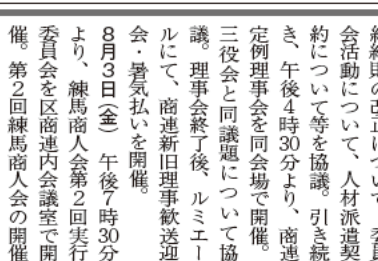 会活動について、人材派遣契
約について等を協議。引き続
き、午後4時30分より、商連
定例理事会を同会場で開催。
三役会と同議題について協
議。理事会終了後、ルミエー
ルにて、商連新旧理事歓送迎
会・暑気払いを開催。
8月3日(金) 午後7時30分
より、練馬商人会第2回実行
委員会を区商連内会議室で開
催。第2回練馬商人会の開催